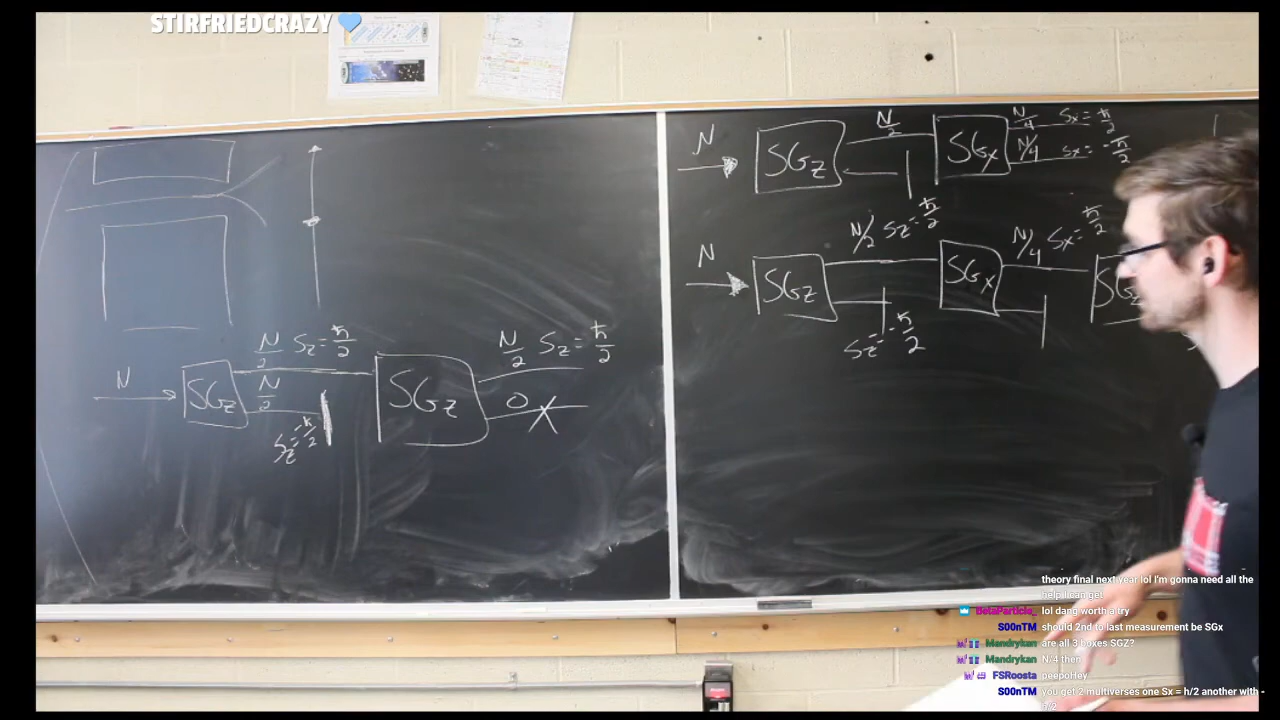 STIRFRIEDCRAZY
N
SGz
N/2 Sz=ħ/2
N/2
Sz=-ħ/2
SGz
N/2 Sz=ħ/2
0
N
SGz
N/2
SGx
N/4 Sx=ħ/2
N/4 Sx=-ħ/2
N
SGz
N/2 Sz=ħ/2
Sz=-ħ/2
SGx
N/4 Sx=ħ/2
SGz
theory final next year lol I'm gonna need all the
help I can get
BetaParticle_ lol dang worth a try
S00nTM should 2nd to last measurement be SGx
Mandrykan are all 3 boxes SGZ?
Mandrykan N/4 then
FSRoosta peepoHey
S00nTM you get 2 multiverses one Sx = h/2 another with -
h/2